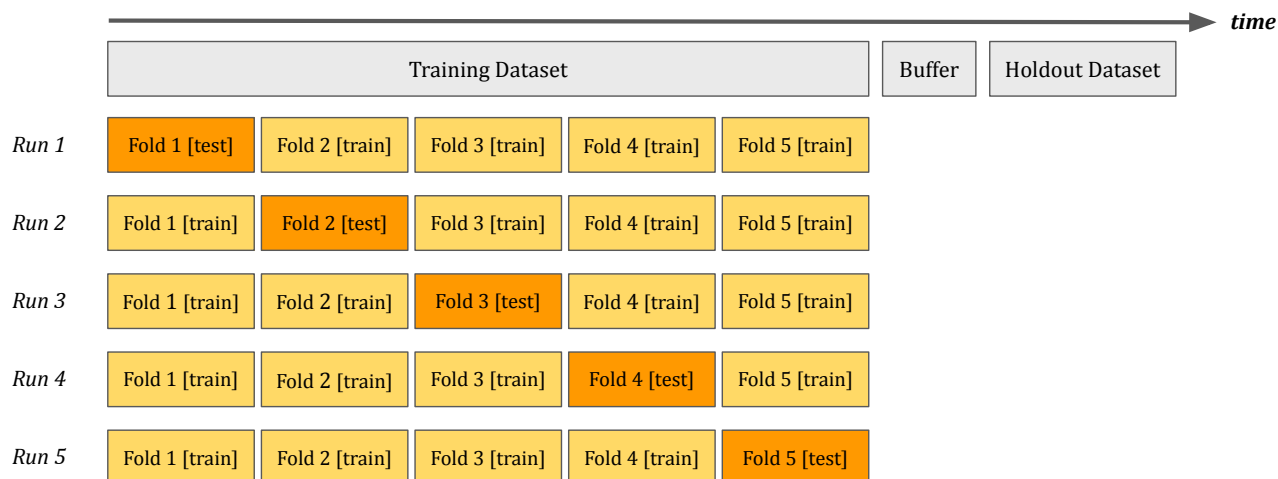 time
Training Dataset Buffer Holdout Dataset
Run 1 Fold 1 [test] Fold 2 [train] Fold 3 [train] Fold 4 [train] Fold 5 [train]
Run 2 Fold 1 [train] Fold 2 [test] Fold 3 [train] Fold 4 [train] Fold 5 [train]
Run 3 Fold 1 [train] Fold 2 [train] Fold 3 [test] Fold 4 [train] Fold 5 [train]
Run 4 Fold 1 [train] Fold 2 [train] Fold 3 [train] Fold 4 [test] Fold 5 [train]
Run 5 Fold 1 [train] Fold 2 [train] Fold 3 [train] Fold 4 [train] Fold 5 [test]